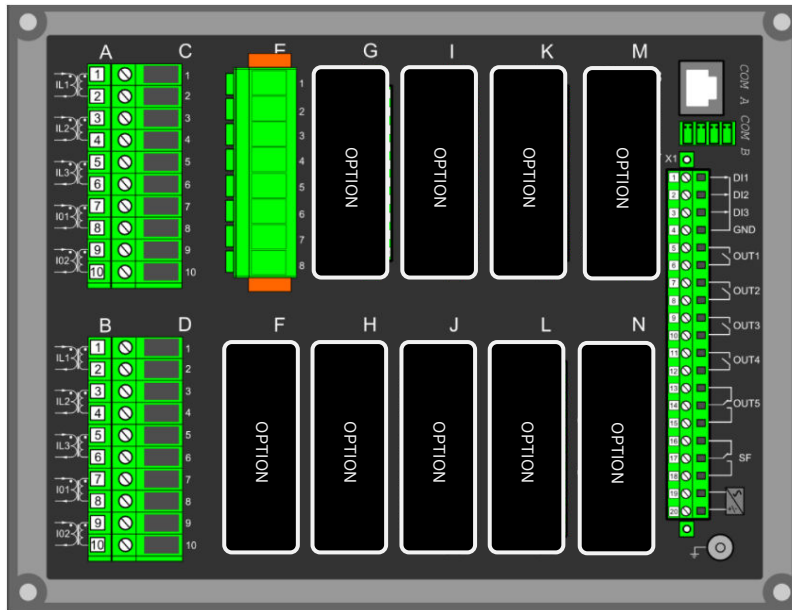 A C E G I K M
COM A
COM B
IL1 1 1
2 2
IL2 3 3
4 4
IL3 5 5
6 6
I01 7 7
8 8
I02 9 9
10 10
1
2
3
4
5
6
7
8
OPTION
OPTION
OPTION
OPTION
X1
1 DI1
2 DI2
3 DI3
4 GND
5 OUT1
6
7 OUT2
8
9 OUT3
10
11 OUT4
12
13
14 OUT5
15
16
17 SF
18
19
20
B D F H J L N
IL1 1 1
2 2
IL2 3 3
4 4
IL3 5 5
6 6
I01 7 7
8 8
I02 9 9
10 10
OPTION
OPTION
OPTION
OPTION
OPTION